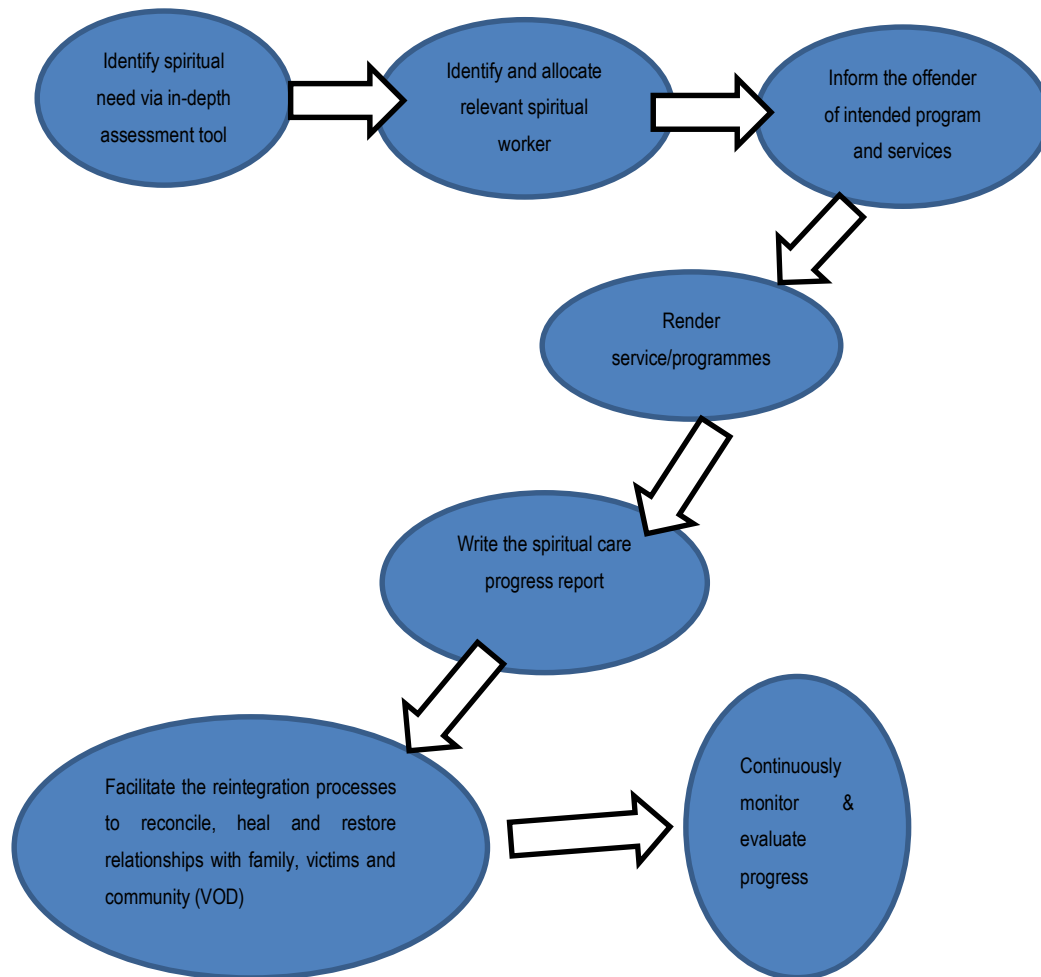 Identify spiritual
need via in-depth
assessment tool
Identify and allocate
relevant spiritual
worker
Inform the offender
of intended program
and services
Render
service/programmes
Write the spiritual care
progress report
Facilitate the reintegration processes
to reconcile, heal and restore
relationships with family, victims and
community (VOD)
Continuously
monitor &
evaluate
progress